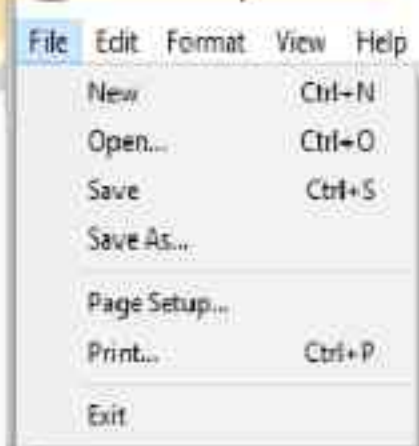 File Edit Format View Help
New Ctrl+N
Open... Ctrl+O
Save Ctrl+S
Save As...
Page Setup...
Print... Ctrl+P
Exit